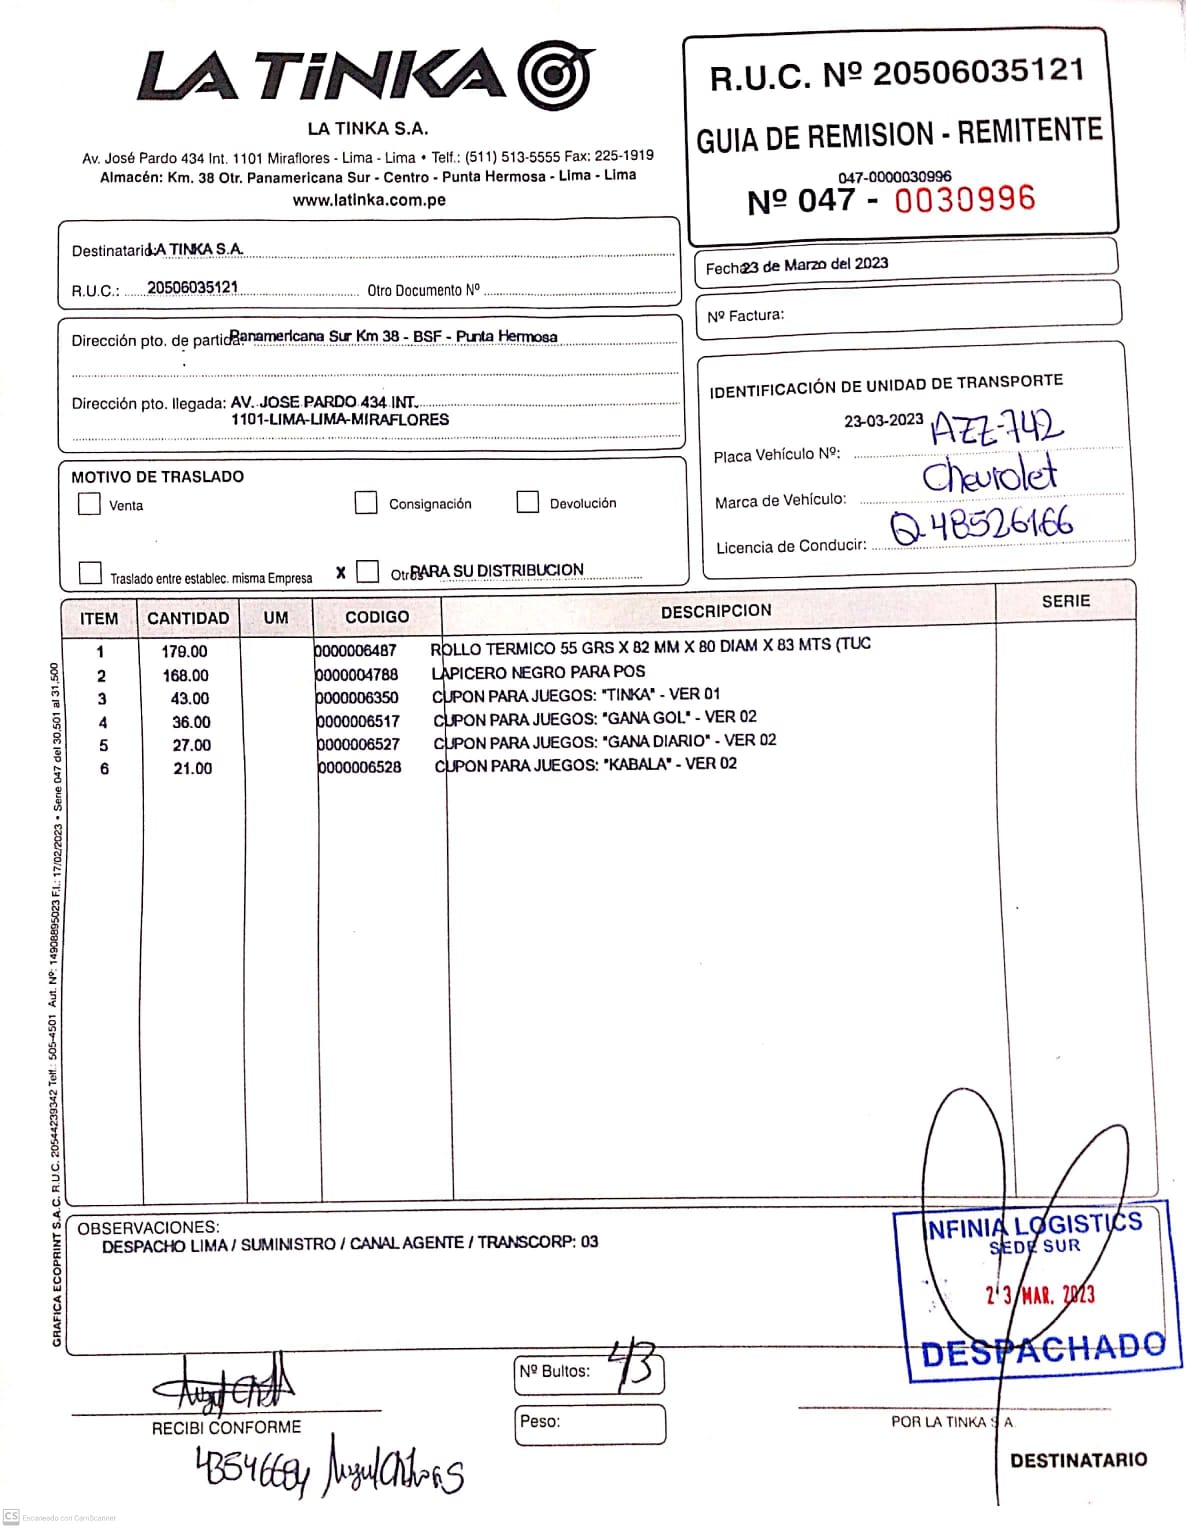 LA TiNKA
LA TINKA S.A.
Av. José Pardo 434 Int. 1101 Miraflores - Lima - Lima • Telf.: (511) 513-5555 Fax: 225-1919
Almacén: Km. 38 Otr. Panamericana Sur - Centro - Punta Hermosa - Lima - Lima
www.latinka.com.pe
R.U.C. Nº 20506035121
GUIA DE REMISION - REMITENTE
047-0000030996
Nº 047 - 0030996
Destinatario: LA TINKA S.A.
R.U.C.: 20506035121 Otro Documento Nº
Fecha: 23 de Marzo del 2023
Nº Factura:
Dirección pto. de partida: Panamericana Sur Km 38 - BSF - Punta Hermosa
Dirección pto. llegada: AV. JOSE PARDO 434 INT.
1101-LIMA-LIMA-MIRAFLORES
IDENTIFICACIÓN DE UNIDAD DE TRANSPORTE
23-03-2023
Placa Vehículo Nº: AZZ-742
Marca de Vehículo: Chevrolet
Licencia de Conducir: Q-48526166
MOTIVO DE TRASLADO
Venta Consignación Devolución
Traslado entre establec. misma Empresa X Otros PARA SU DISTRIBUCION
ITEM CANTIDAD UM CODIGO DESCRIPCION SERIE
1 179.00 0000006487 ROLLO TERMICO 55 GRS X 82 MM X 80 DIAM X 83 MTS (TUC
2 168.00 0000004788 LAPICERO NEGRO PARA POS
3 43.00 0000006350 CUPON PARA JUEGOS: "TINKA" - VER 01
4 36.00 0000006517 CUPON PARA JUEGOS: "GANA GOL" - VER 02
5 27.00 0000006527 CUPON PARA JUEGOS: "GANA DIARIO" - VER 02
6 21.00 0000006528 CUPON PARA JUEGOS: "KABALA" - VER 02
GRAFICA ECOPRINT S.A.C. R.U.C. 20544239342 Telf.: 505-4501 Aut. Nº: 14908895023 F.I.: 17/02/2023 • Serie 047 del 30,501 al 31,500
OBSERVACIONES:
DESPACHO LIMA / SUMINISTRO / CANAL AGENTE / TRANSCORP: 03
NFINIA LOGISTICS
SEDE SUR
23 MAR. 2023
DESPACHADO
Nº Bultos: 43
Peso:
RECIBI CONFORME
POR LA TINKA S.A.
DESTINATARIO
CS Escaneado con CamScanner